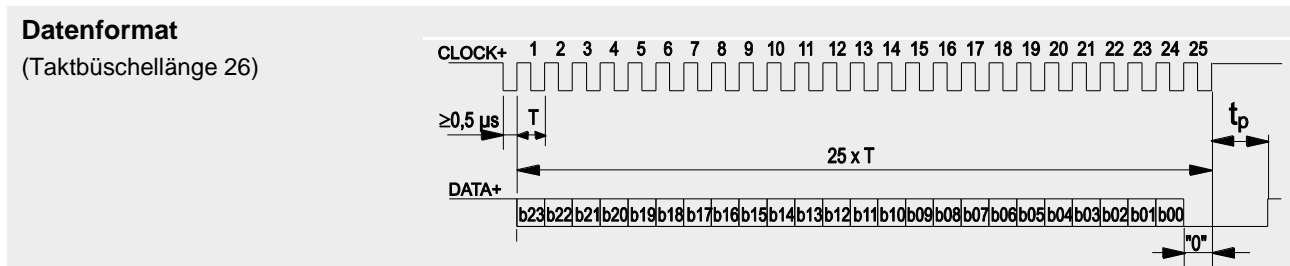 Datenformat
(Taktbüschellänge 26)
CLOCK+ 1 2 3 4 5 6 7 8 9 10 11 12 13 14 15 16 17 18 19 20 21 22 23 24 25
≥0,5 µs T tp
25 x T
DATA+
b23 b22 b21 b20 b19 b18 b17 b16 b15 b14 b13 b12 b11 b10 b09 b08 b07 b06 b05 b04 b03 b02 b01 b00
"0"